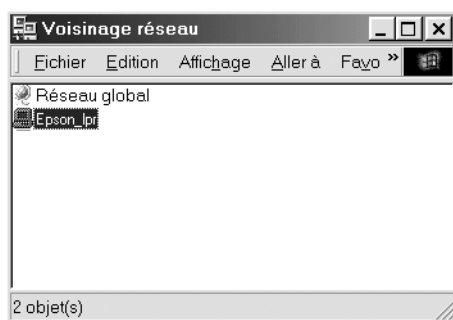 Voisinage réseau
Fichier Edition Affichage Aller à Favo »
Réseau global
Epson_lpr
2 objet(s)